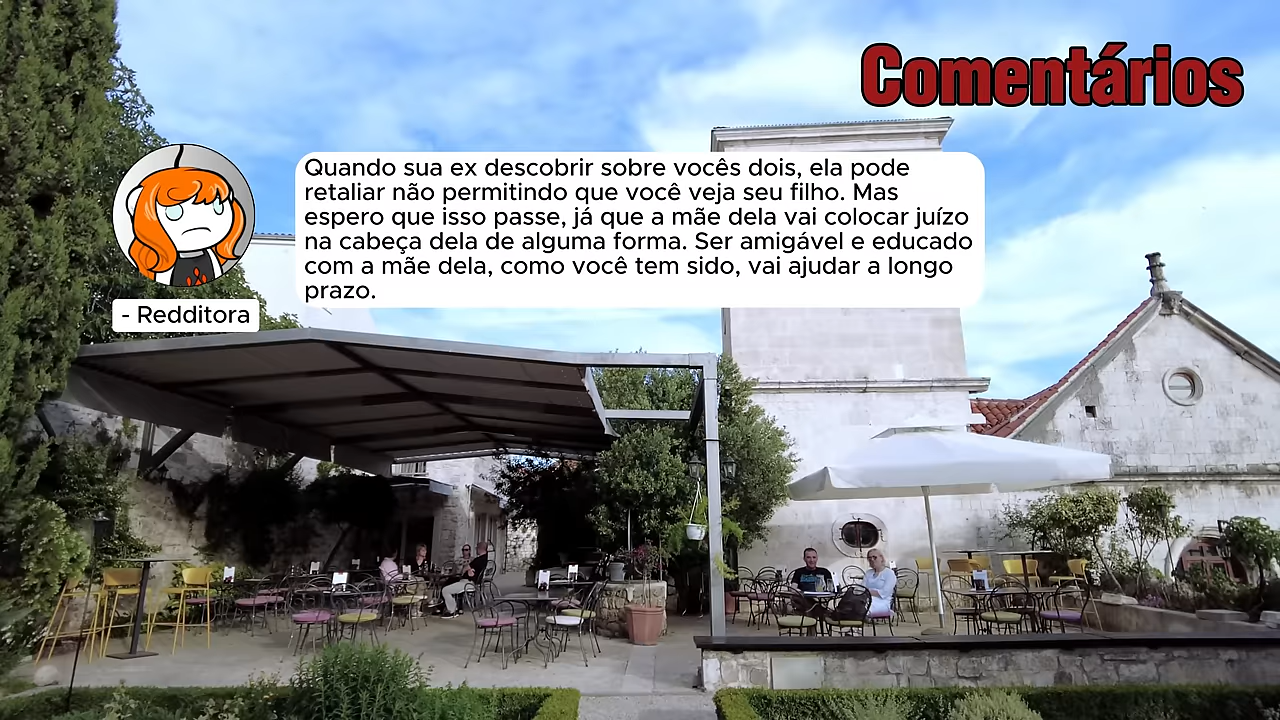 Comentários
Quando sua ex descobrir sobre vocês dois, ela pode
retaliar não permitindo que você veja seu filho. Mas
espero que isso passe, já que a mãe dela vai colocar juízo
na cabeça dela de alguma forma. Ser amigável e educado
com a mãe dela, como você tem sido, vai ajudar a longo
prazo.
- Redditora